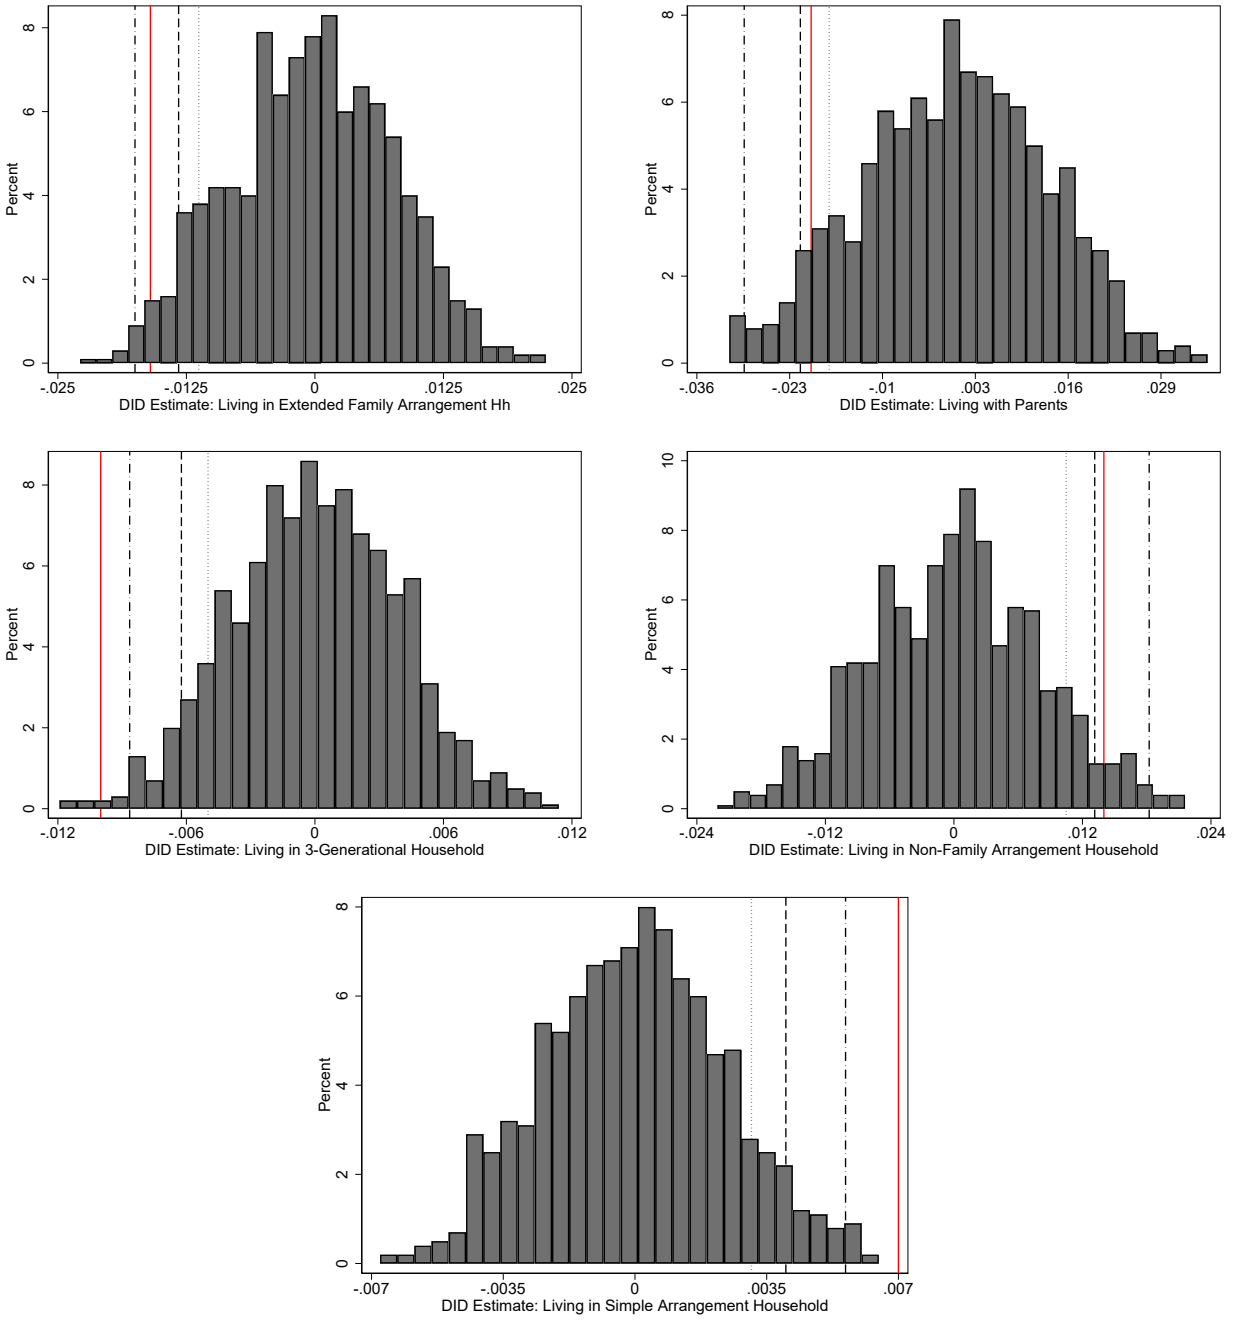 Percent
8
6
4
2
0
-.025 -.0125 0 .0125 .025
DID Estimate: Living in Extended Family Arrangement Hh
Percent
8
6
4
2
0
-.036 -.023 -.01 .003 .016 .029
DID Estimate: Living with Parents
Percent
8
6
4
2
0
-.012 -.006 0 .006 .012
DID Estimate: Living in 3-Generational Household
Percent
10
8
6
4
2
0
-.024 -.012 0 .012 .024
DID Estimate: Living in Non-Family Arrangement Household
Percent
8
6
4
2
0
-.007 -.0035 0 .0035 .007
DID Estimate: Living in Simple Arrangement Household